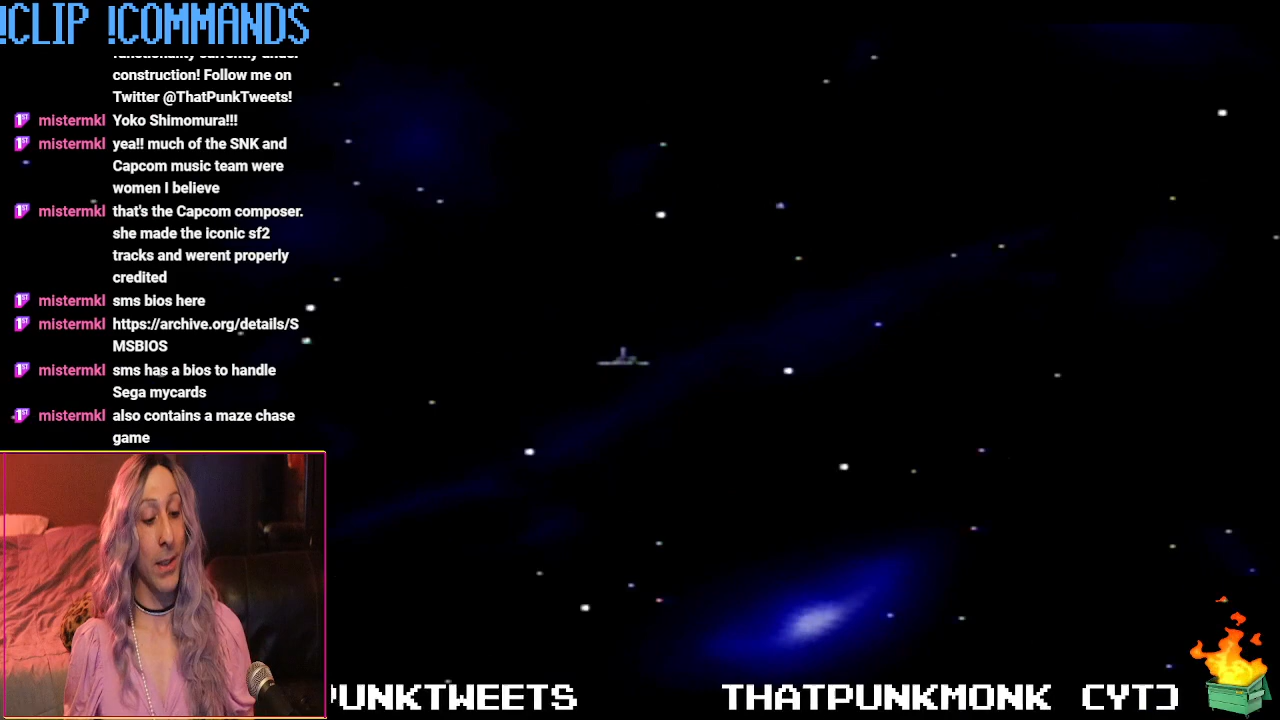 !CLIP !COMMANDS
functionality currently under
construction! Follow me on
Twitter @ThatPunkTweets!
mistermkl Yoko Shimomura!!!
mistermkl yea!! much of the SNK and
Capcom music team were
women I believe
mistermkl that's the Capcom composer.
she made the iconic sf2
tracks and werent properly
credited
mistermkl sms bios here
mistermkl https://archive.org/details/S
MSBIOS
mistermkl sms has a bios to handle
Sega mycards
mistermkl also contains a maze chase
game
PUNKTWEETS THATPUNKMONK [YT]